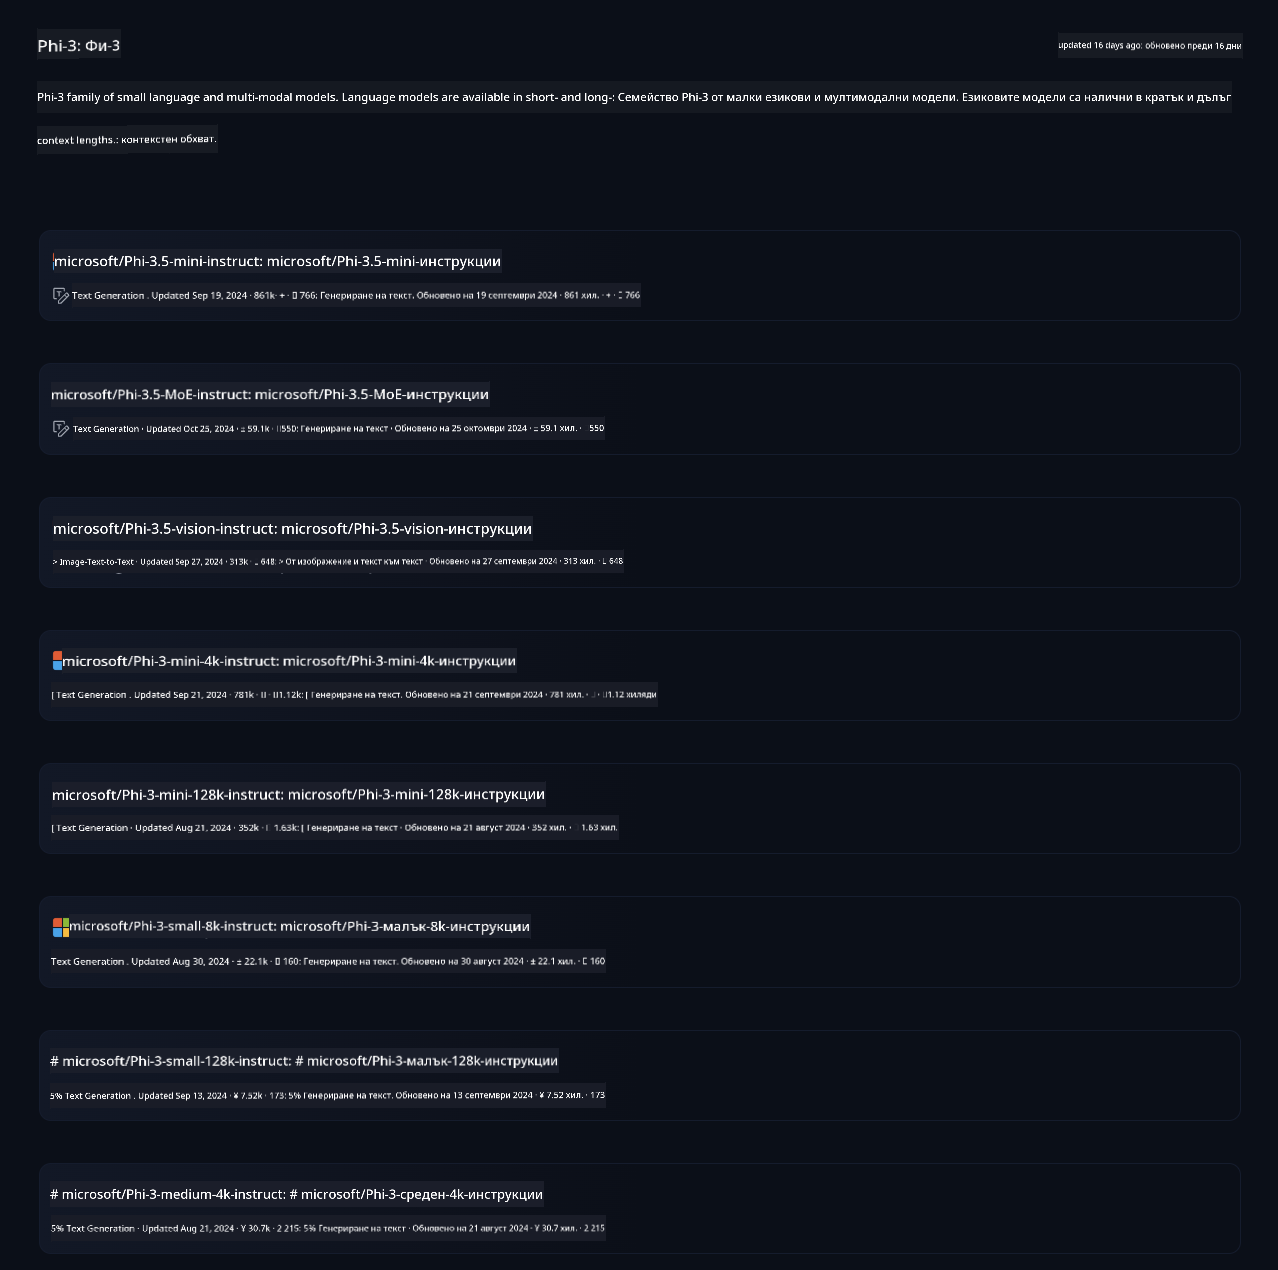 Phi-3: Фи-3
updated 16 days ago: обновено преди 16 дни
Phi-3 family of small language and multi-modal models. Language models are available in short- and long-: Семейство Phi-3 от малки езикови и мултимодални модели. Езиковите модели са налични в кратък и дълъг
context lengths.: контекстен обхват.
microsoft/Phi-3.5-mini-instruct: microsoft/Phi-3.5-mini-инструкции
Text Generation . Updated Sep 19, 2024 · 861k· + · 766: Генериране на текст. Обновено на 19 септември 2024 · 861 хил. · + · 766
microsoft/Phi-3.5-MoE-instruct: microsoft/Phi-3.5-MoE-инструкции
Text Generation · Updated Oct 25, 2024 · ± 59.1k · 550: Генериране на текст · Обновено на 25 октомври 2024 · ± 59.1 хил. · 550
microsoft/Phi-3.5-vision-instruct: microsoft/Phi-3.5-vision-инструкции
> Image-Text-to-Text · Updated Sep 27, 2024 · 313k · 648: > От изображение и текст към текст · Обновено на 27 септември 2024 · 313 хил. · 648
microsoft/Phi-3-mini-4k-instruct: microsoft/Phi-3-mini-4k-инструкции
[ Text Generation . Updated Sep 21, 2024 · 781k · 1.12k: [ Генериране на текст. Обновено на 21 септември 2024 · 781 хил. · 1.12 хиляди
microsoft/Phi-3-mini-128k-instruct: microsoft/Phi-3-mini-128k-инструкции
[ Text Generation · Updated Aug 21, 2024 · 352k · 1.63k: [ Генериране на текст · Обновено на 21 август 2024 · 352 хил. · 1.63 хил.
microsoft/Phi-3-small-8k-instruct: microsoft/Phi-3-малък-8k-инструкции
Text Generation . Updated Aug 30, 2024 · ± 22.1k · 160: Генериране на текст. Обновено на 30 август 2024 · ± 22.1 хил. · 160
# microsoft/Phi-3-small-128k-instruct: # microsoft/Phi-3-малък-128k-инструкции
5% Text Generation . Updated Sep 13, 2024 · ¥ 7.52k · 173: 5% Генериране на текст. Обновено на 13 септември 2024 · ¥ 7.52 хил. · 173
# microsoft/Phi-3-medium-4k-instruct: # microsoft/Phi-3-среден-4k-инструкции
5% Text Generation · Updated Aug 21, 2024 · Y 30.7k · 2 215: 5% Генериране на текст · Обновено на 21 август 2024 · Y 30.7 хил. · 2 215